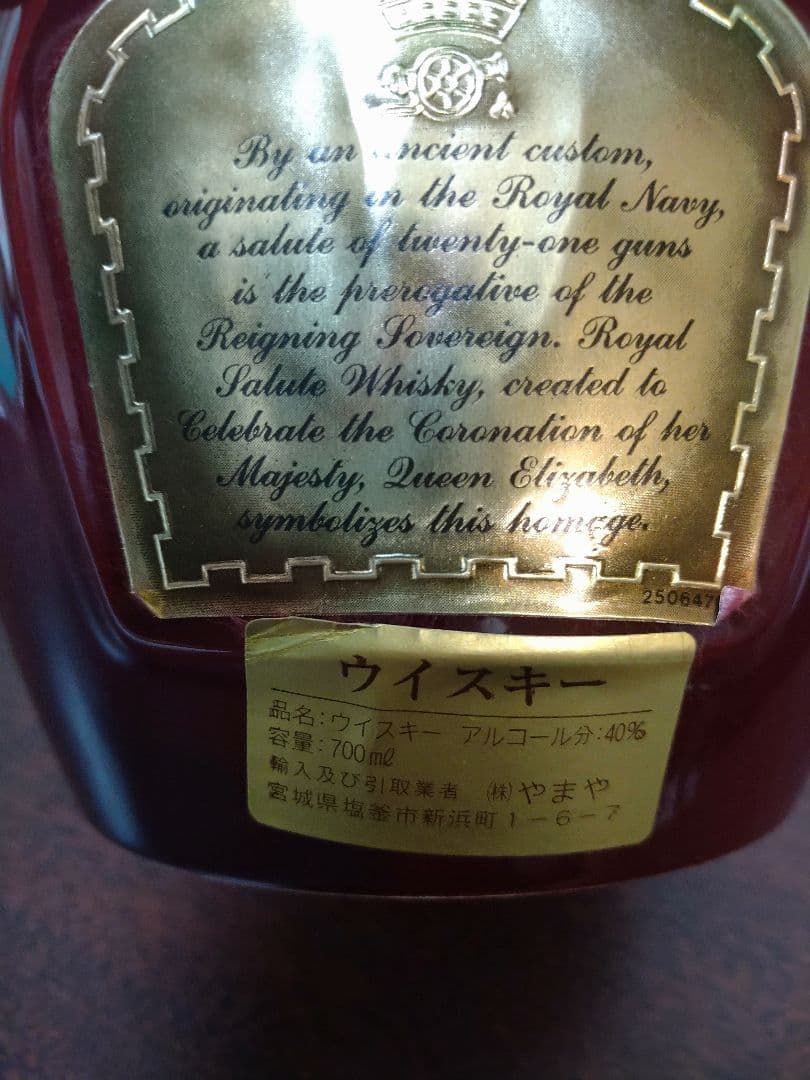 By an ancient custom,
originating in the Royal Navy,
a salute of twenty-one guns
is the prerogative of the
Reigning Sovereign. Royal
Salute Whisky, created to
Celebrate the Coronation of her
Majesty, Queen Elizabeth,
symbolizes this homage.
250647
ウイスキー
品名:ウイスキー アルコール分:40%
容量:700㎖
輸入及び引取業者 ㈱やまや
宮城県塩釜市新浜町1-6-7